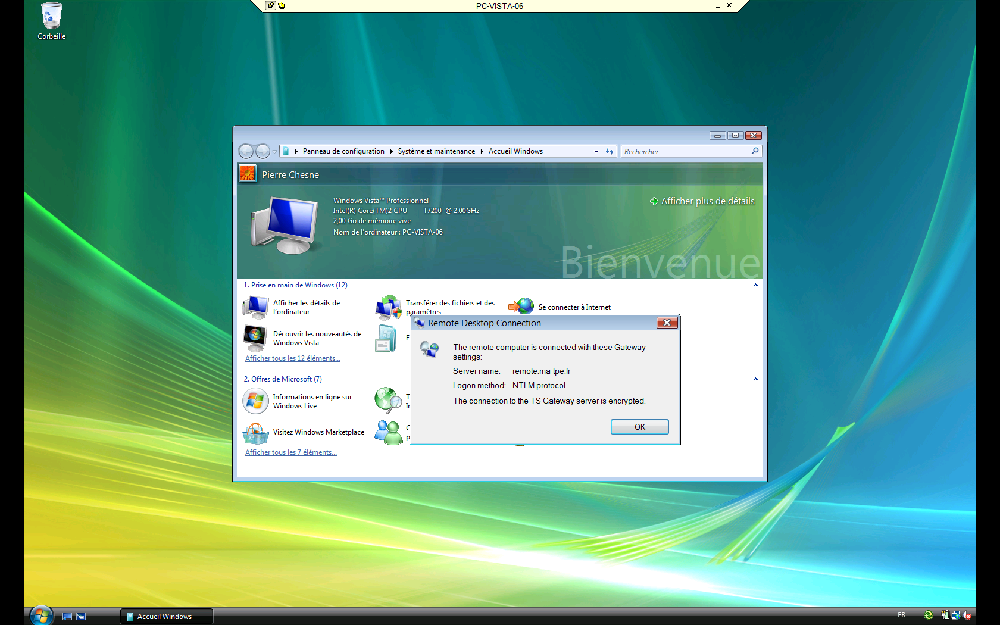 PC-VISTA-06
Corbeille
Panneau de configuration
Système et maintenance
Accueil Windows
Rechercher
Pierre Chesne
Windows Vista™ Professionnel
Afficher plus de détails
Intel(R) Core(TM)2 CPU T7200 @ 2.00GHz
2,00 Go de mémoire vive
Nom de l'ordinateur : PC-VISTA-06
Bienvenue
1. Prise en main de Windows (12)
Afficher les détails de
l'ordinateur
Transférer des fichiers et des
paramètres
Se connecter à Internet
Découvrir les nouveautés de
Windows Vista
E
Afficher tous les 12 éléments...
Remote Desktop Connection
The remote computer is connected with these Gateway
settings:
Server name: remote.ma-tpe.fr
Logon method: NTLM protocol
The connection to the TS Gateway server is encrypted.
OK
2. Offres de Microsoft (7)
Informations en ligne sur
Windows Live
Visitez Windows Marketplace
Afficher tous les 7 éléments...
Accueil Windows
FR